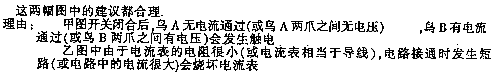 这两幅图中的建议都合理.
理由: 甲图开关闭合后,鸟A无电流通过(或鸟A两爪之间无电压) ,鸟B有电流
通过(或鸟B两爪之间有电压)会发生触电
乙图中由于电流表的电阻很小(或电流表相当于导线),电路接通时发生短
路(或电路中的电流很大)会烧坏电流表